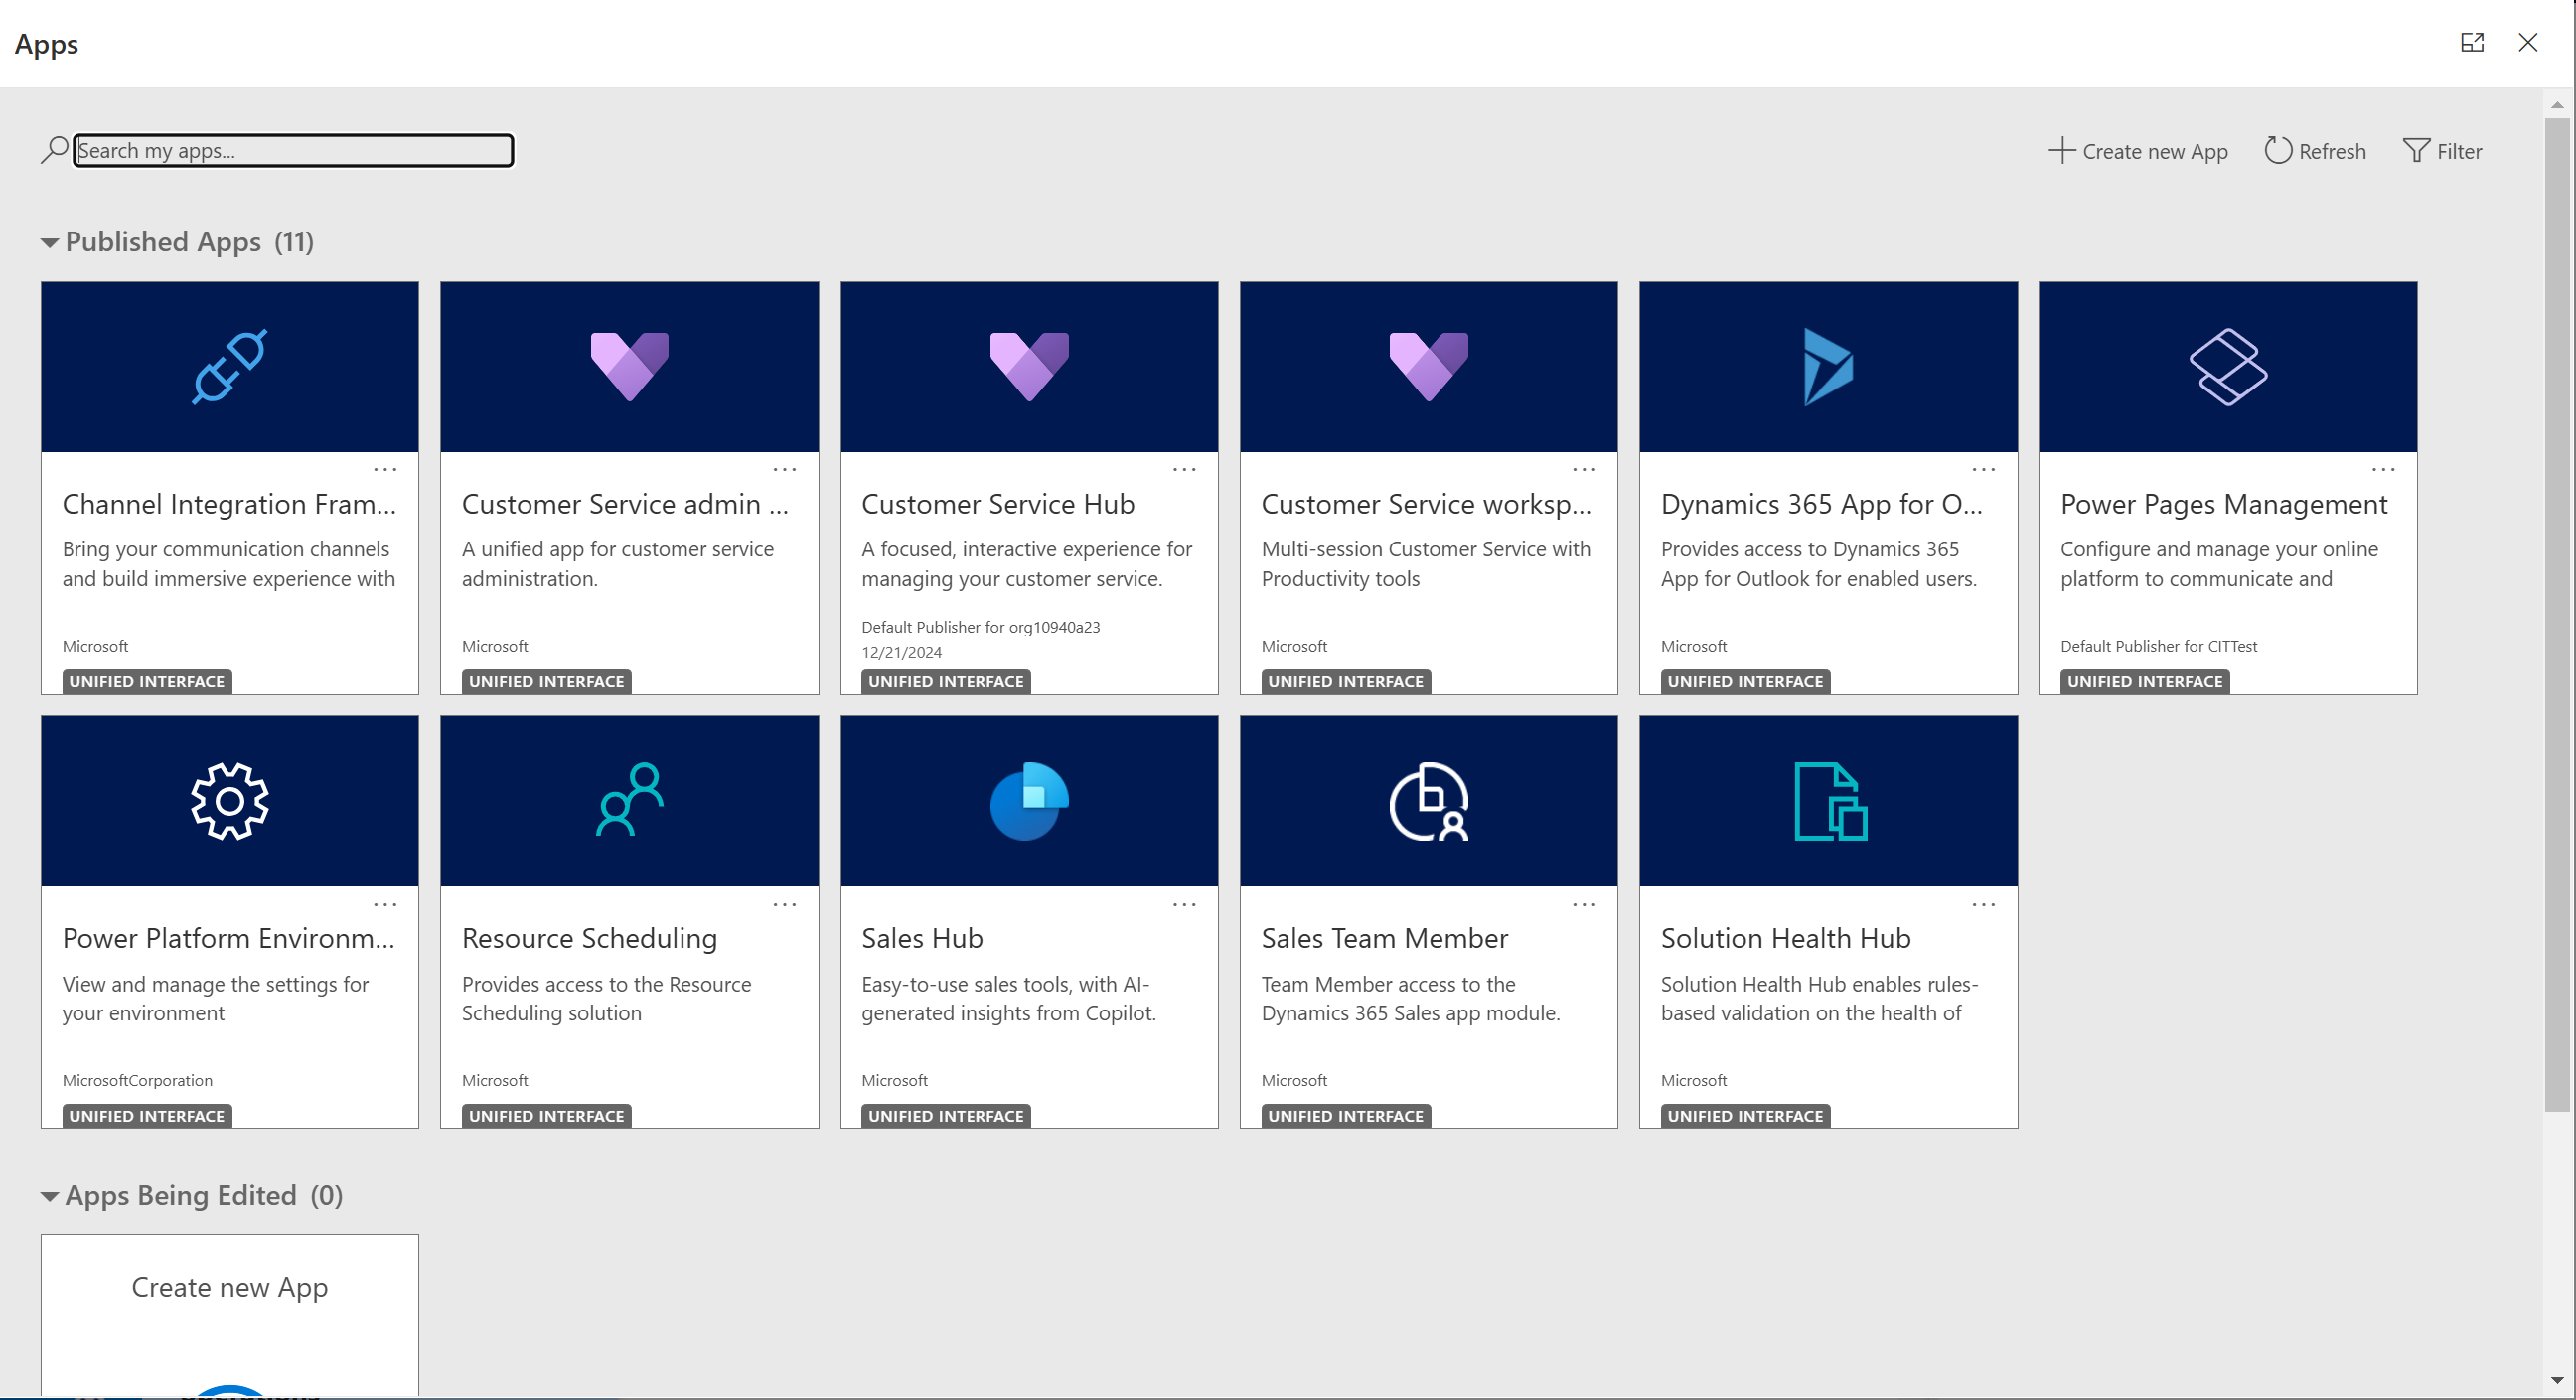 Apps
Search my apps...
Create new App
Refresh
Filter
Published Apps (11)
Channel Integration Fram...
Bring your communication channels
and build immersive experience with
Microsoft
UNIFIED INTERFACE
Customer Service admin ...
A unified app for customer service
administration.
Microsoft
UNIFIED INTERFACE
Customer Service Hub
A focused, interactive experience for
managing your customer service.
Default Publisher for org10940a23
12/21/2024
UNIFIED INTERFACE
Customer Service worksp...
Multi-session Customer Service with
Productivity tools
Microsoft
UNIFIED INTERFACE
Dynamics 365 App for O...
Provides access to Dynamics 365
App for Outlook for enabled users.
Microsoft
UNIFIED INTERFACE
Power Pages Management
Configure and manage your online
platform to communicate and
Default Publisher for CITTest
UNIFIED INTERFACE
Power Platform Environm...
View and manage the settings for
your environment
MicrosoftCorporation
UNIFIED INTERFACE
Resource Scheduling
Provides access to the Resource
Scheduling solution
Microsoft
UNIFIED INTERFACE
Sales Hub
Easy-to-use sales tools, with AI-
generated insights from Copilot.
Microsoft
UNIFIED INTERFACE
Sales Team Member
Team Member access to the
Dynamics 365 Sales app module.
Microsoft
UNIFIED INTERFACE
Solution Health Hub
Solution Health Hub enables rules-
based validation on the health of
Microsoft
UNIFIED INTERFACE
Apps Being Edited (0)
Create new App